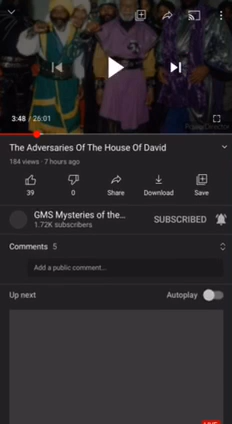 3:48 / 26:01
The Adversaries Of The House Of David
184 views · 7 hours ago
39
0
Share
Download
Save
GMS Mysteries of the...
1.72K subscribers
SUBSCRIBED
Comments 5
Add a public comment...
Up next
Autoplay
LIVE